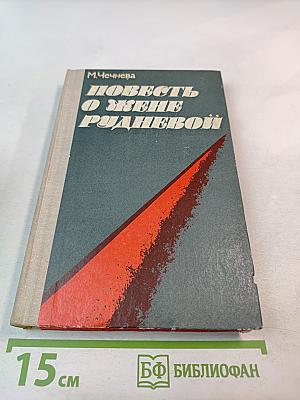 М. Чечнева
ПОВЕСТЬ
О ЖЕНЕ
РУДНЕВОЙ
15 см
БФ БИБЛИОФАН